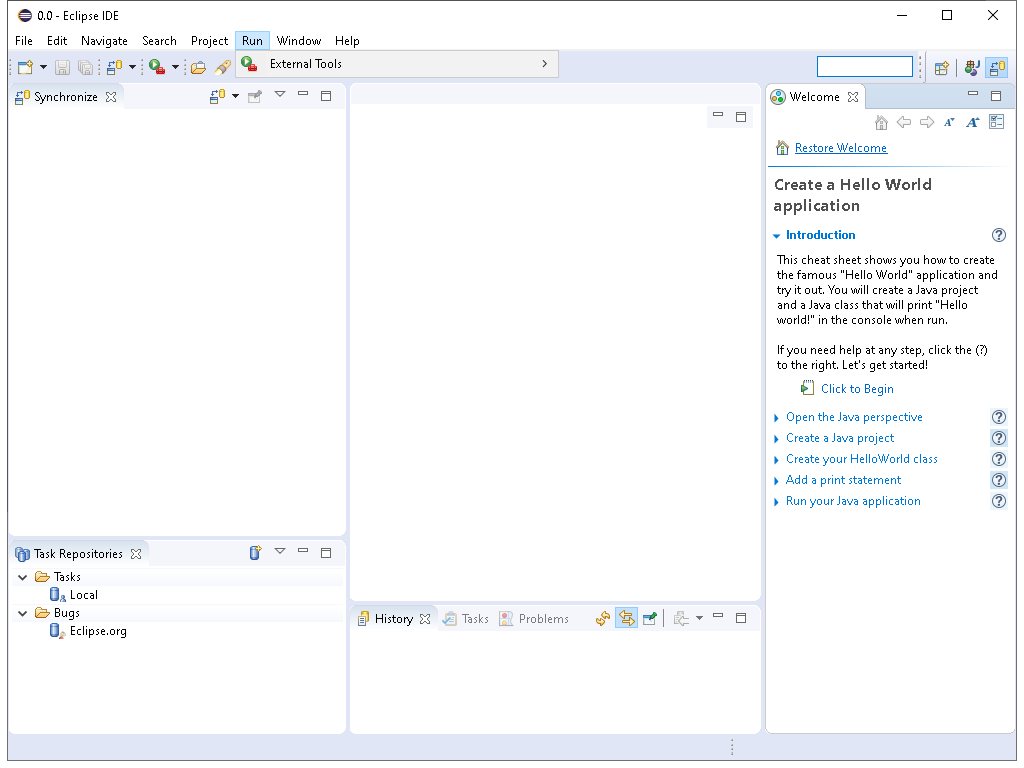 0.0 - Eclipse IDE
File Edit Navigate Search Project Run Window Help
External Tools
Synchronize
Welcome
Restore Welcome
Create a Hello World
application
Introduction
This cheat sheet shows you how to create
the famous "Hello World" application and
try it out. You will create a Java project
and a Java class that will print "Hello
world!" in the console when run.
If you need help at any step, click the (?)
to the right. Let's get started!
Click to Begin
Open the Java perspective
Create a Java project
Create your HelloWorld class
Add a print statement
Run your Java application
Task Repositories
Tasks
Local
Bugs
Eclipse.org
History Tasks Problems